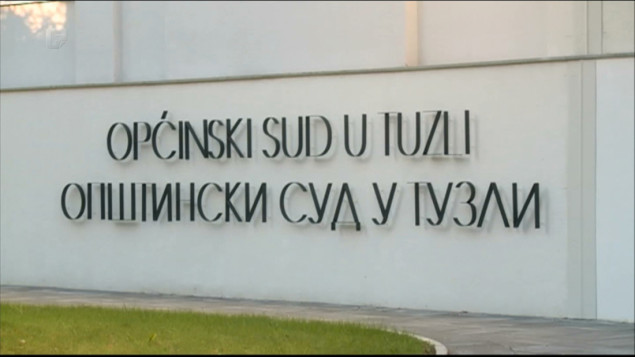 OPĆINSKI SUD U TUZLI
ОПШТИНСКИ СУД У ТУЗЛИ